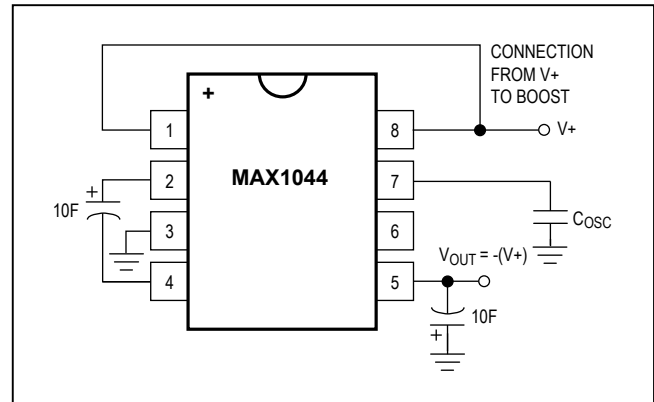 CONNECTION
FROM V+
TO BOOST
+
1
8
V+
MAX1044
2
7
+
10F
3
6
COSC
VOUT = -(V+)
4
5
10F
+